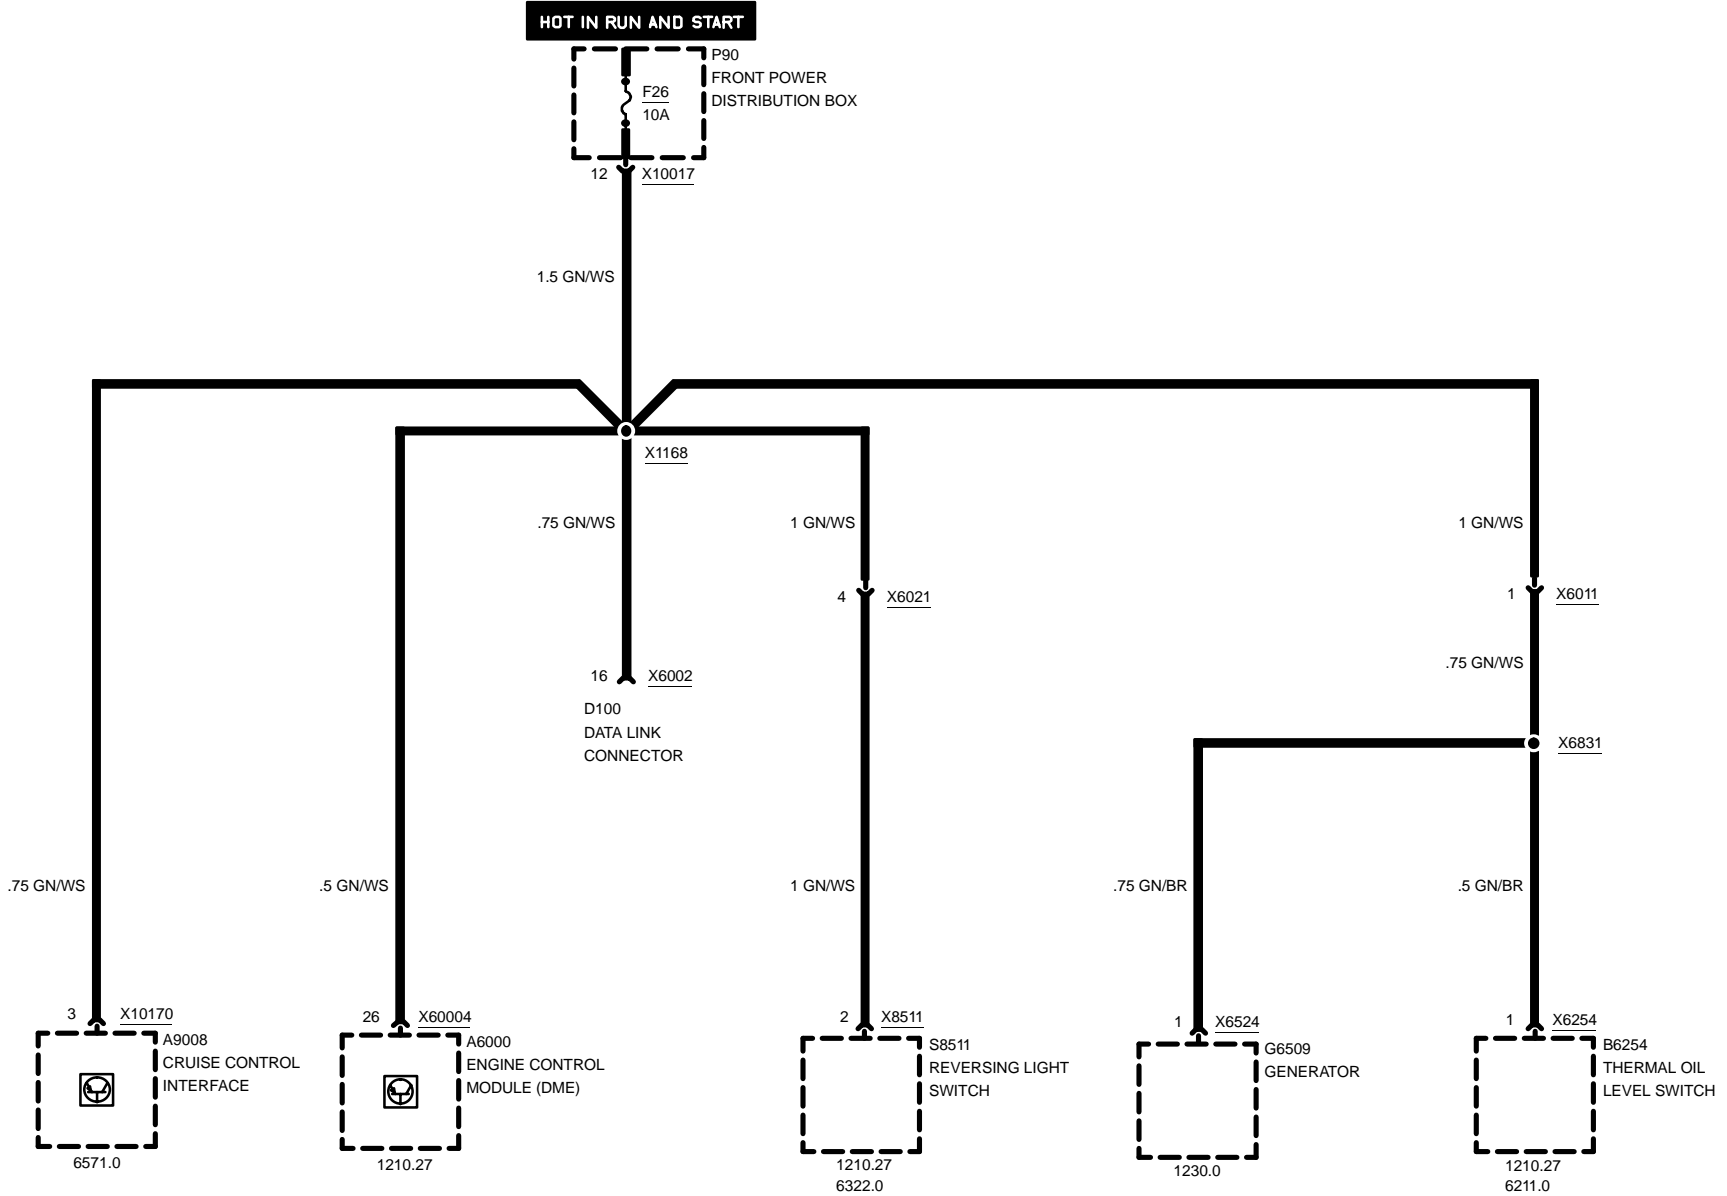 HOT IN RUN AND START
P90
FRONT POWER
DISTRIBUTION BOX
F26
10A
12 X10017
1.5 GN/WS
X1168
.75 GN/WS
1 GN/WS
1 GN/WS
4 X6021
1 X6011
.75 GN/WS
16 X6002
D100
DATA LINK
CONNECTOR
X6831
.75 GN/WS
.5 GN/WS
1 GN/WS
.75 GN/BR
.5 GN/BR
3 X10170
A9008
CRUISE CONTROL
INTERFACE
6571.0
26 X60004
A6000
ENGINE CONTROL
MODULE (DME)
1210.27
2 X8511
S8511
REVERSING LIGHT
SWITCH
1210.27
6322.0
1 X6524
G6509
GENERATOR
1230.0
1 X6254
B6254
THERMAL OIL
LEVEL SWITCH
1210.27
6211.0